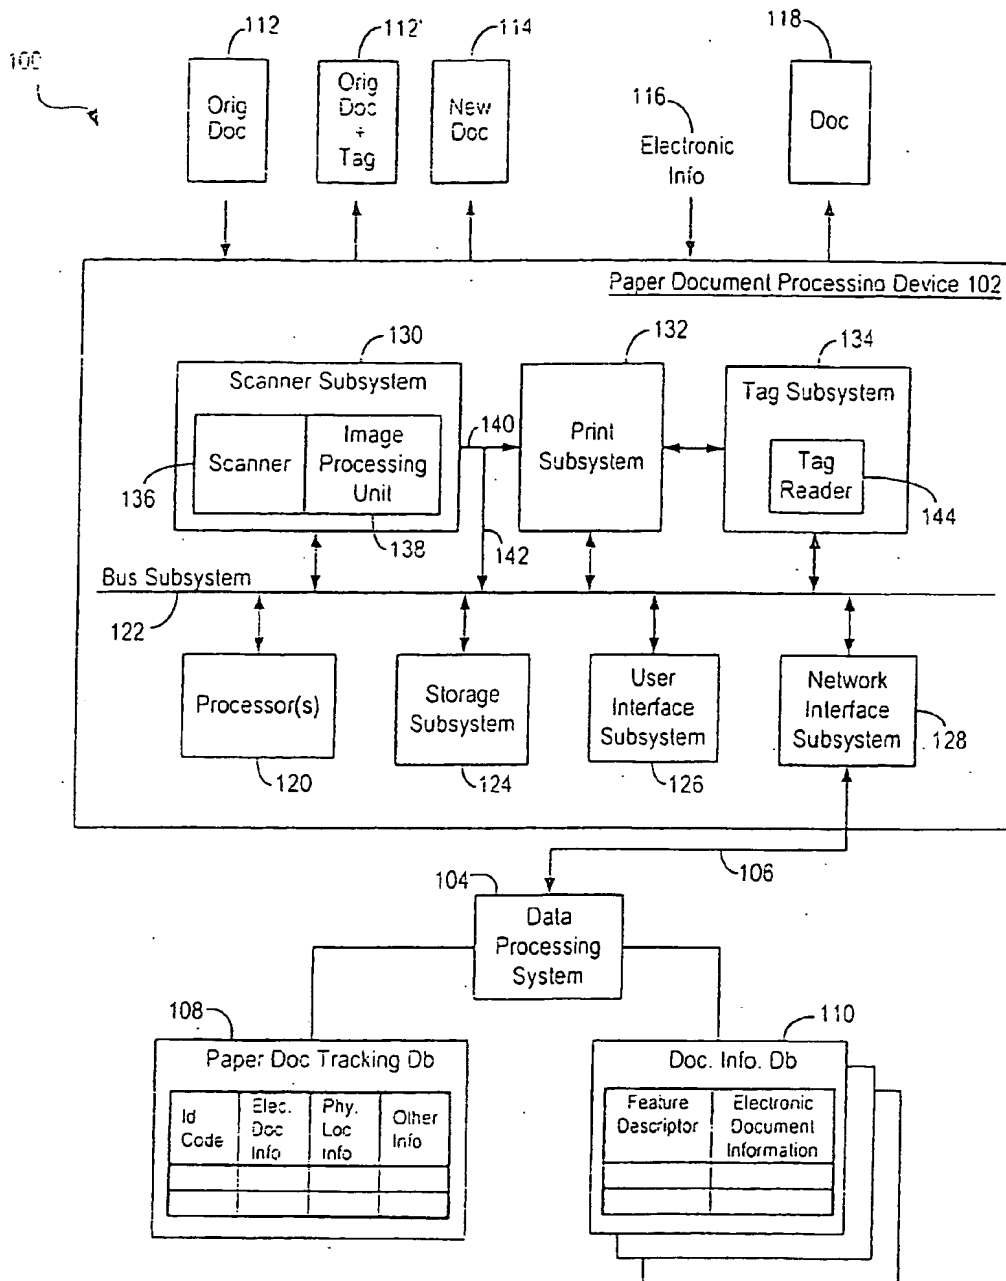 112
112'
114
118
100
Orig
Doc
Orig
Doc
+
Tag
New
Doc
116
Electronic
Info
Doc
Paper Document Processing Device 102
130
132
134
Scanner Subsystem
Tag Subsystem
140
Scanner
Image
Processing
Unit
Print
Subsystem
Tag
Reader
136
138
142
144
Bus Subsystem
122
Processor(s)
Storage
Subsystem
User
Interface
Subsystem
Network
Interface
Subsystem
128
120
124
126
106
104
Data
Processing
System
108
110
Paper Doc Tracking Db
Id
Code
Elec.
Doc
Info
Phy.
Loc
Info
Other
Info
Doc. Info. Db
Feature
Descriptor
Electronic
Document
Information